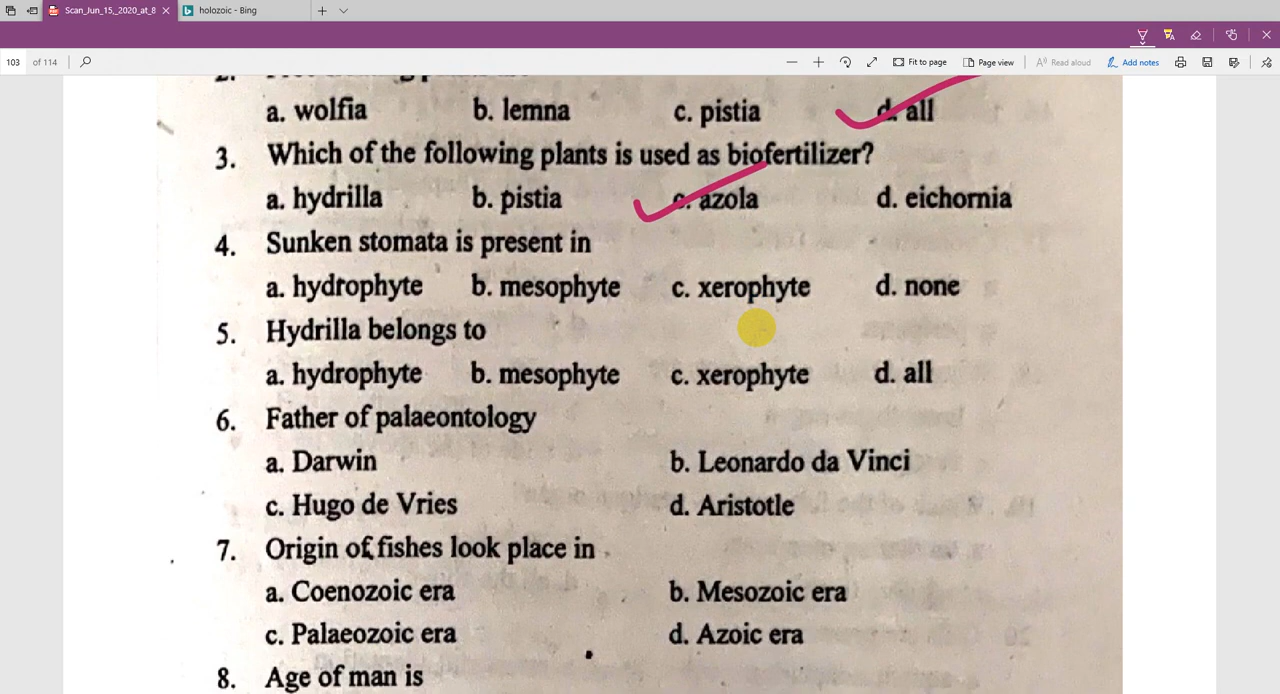 Scan_Jun_15,_2020_at_8
holozoic - Bing
103 of 114
Fit to page
Page view
Read aloud
Add notes
a. wolfia b. lemna c. pistia d. all
3. Which of the following plants is used as biofertilizer?
a. hydrilla b. pistia c. azola d. eichornia
4. Sunken stomata is present in
a. hydrophyte b. mesophyte c. xerophyte d. none
5. Hydrilla belongs to
a. hydrophyte b. mesophyte c. xerophyte d. all
6. Father of palaeontology
a. Darwin b. Leonardo da Vinci
c. Hugo de Vries d. Aristotle
7. Origin of fishes look place in
a. Coenozoic era b. Mesozoic era
c. Palaeozoic era d. Azoic era
8. Age of man is